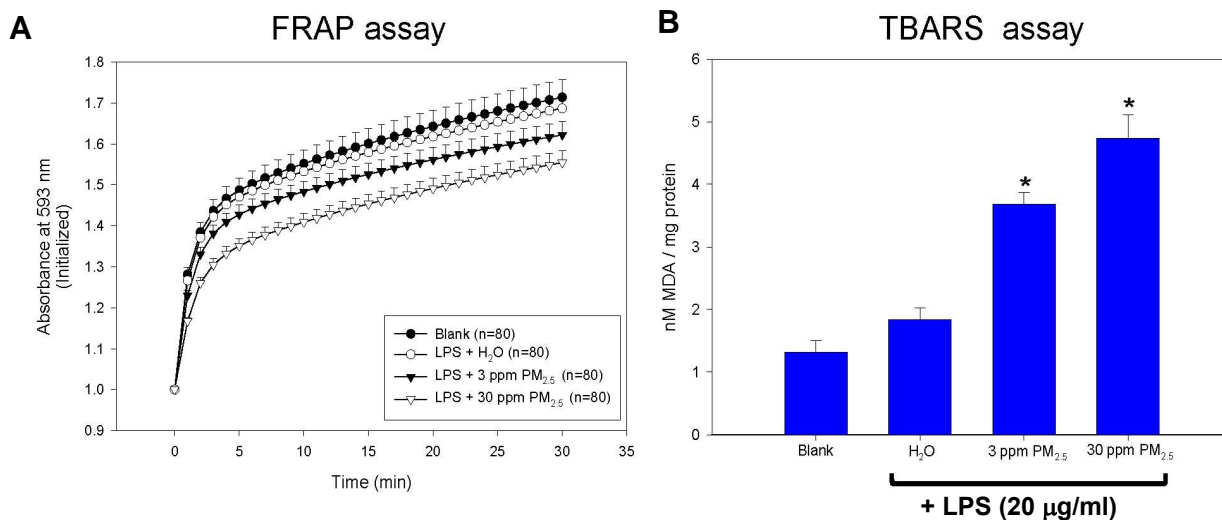 A
FRAP assay
1.8
1.7
1.6
1.5
1.4
1.3
1.2
1.1
1.0
0.9
Absorbance at 593 nm
(Initialized)
Blank (n=80)
LPS + H₂O (n=80)
LPS + 3 ppm PM₂.₅ (n=80)
LPS + 30 ppm PM₂.₅ (n=80)
0 5 10 15 20 25 30 35
Time (min)
B
TBARS assay
6
5
4
3
2
1
0
nM MDA / mg protein
*
*
Blank H₂O 3 ppm PM₂.₅ 30 ppm PM₂.₅
+ LPS (20 μg/ml)